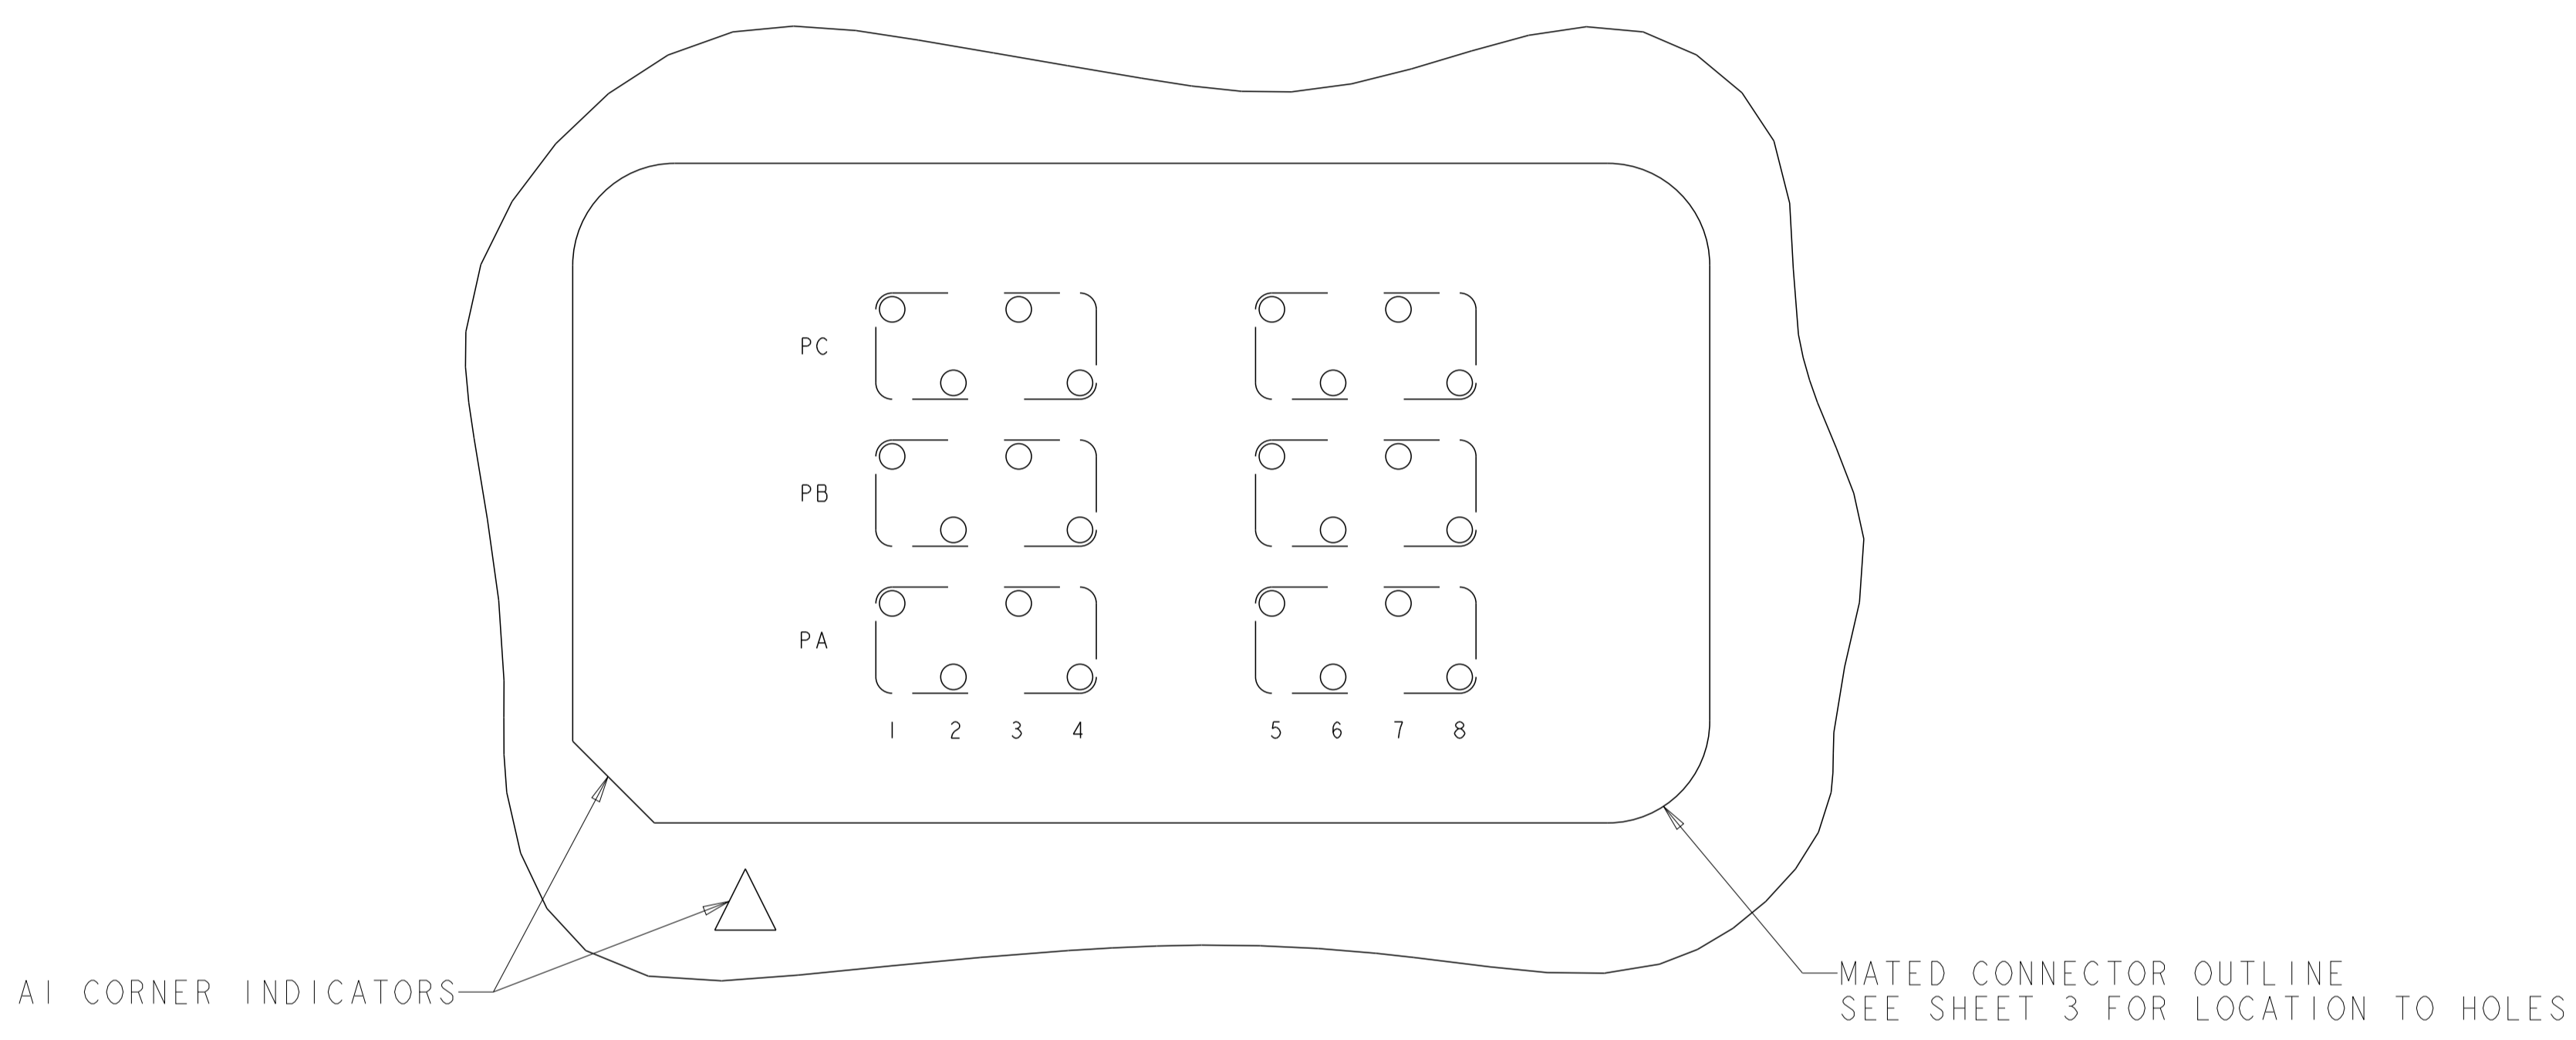 PC
PB
PA
1 2 3 4 5 6 7 8
A1 CORNER INDICATORS
MATED CONNECTOR OUTLINE
SEE SHEET 3 FOR LOCATION TO HOLES